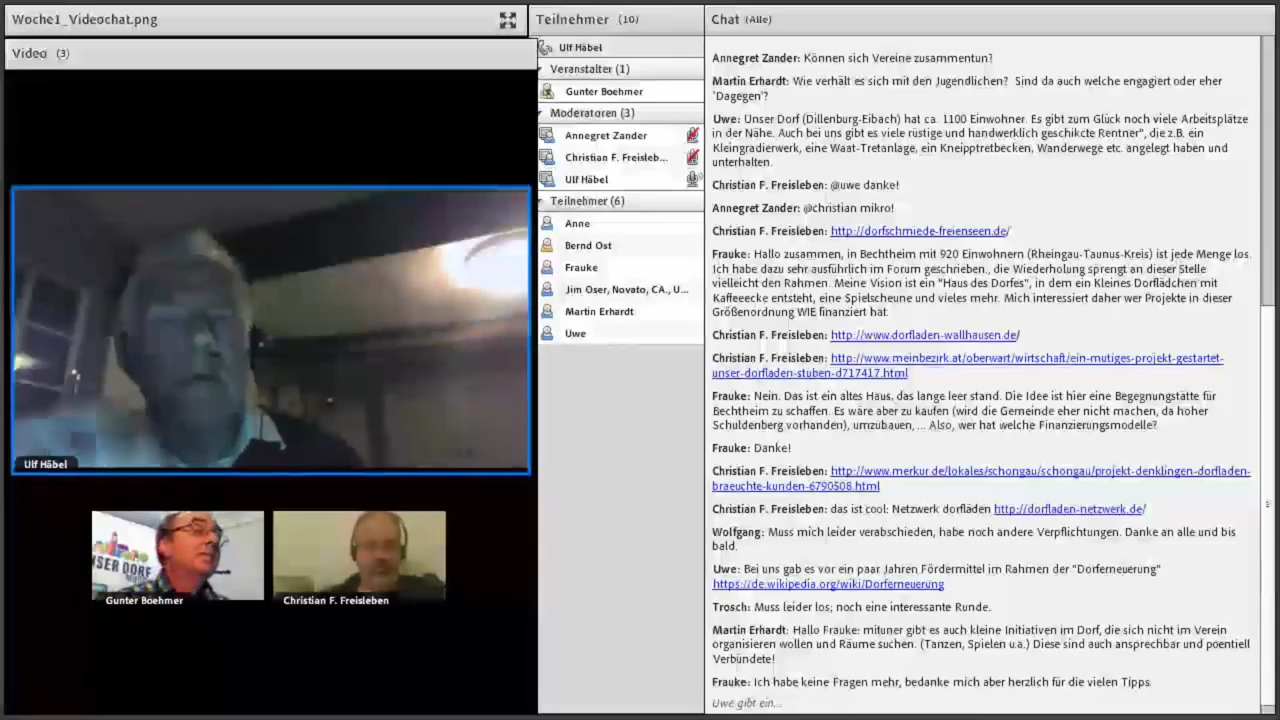 Woche1_Videochat.png
Video (3)
Ulf Häbel
NSER DORF
Gunter Boehmer
Christian F. Freisleben
Teilnehmer (10)
Ulf Häbel
Veranstalter (1)
Gunter Boehmer
Moderatoren (3)
Annegret Zander
Christian F. Freisleb...
Ulf Häbel
Teilnehmer (6)
Anne
Bernd Ost
Frauke
Jim Oser, Novato, CA., U...
Martin Erhardt
Uwe
Chat (Alle)
Annegret Zander: Können sich Vereine zusammentun?
Martin Erhardt: Wie verhält es sich mit den Jugendlichen? Sind da auch welche engagiert oder eher
'Dagegen'?
Uwe: Unser Dorf (Dillenburg-Eibach) hat ca. 1100 Einwohner. Es gibt zum Glück noch viele Arbeitsplätze
in der Nähe. Auch bei uns gibt es viele rüstige und handwerklich geschickte Rentner", die z.B. ein
Kleingradierwerk, eine Waat-Tretanlage, ein Kneipptretbecken, Wanderwege etc. angelegt haben und
unterhalten.
Christian F. Freisleben: @uwe danke!
Annegret Zander: @christian mikro!
Christian F. Freisleben: http://dorfschmiede-freienseen.de/
Frauke: Hallo zusammen, in Bechtheim mit 920 Einwohnern (Rheingau-Taunus-Kreis) ist jede Menge los.
Ich habe dazu sehr ausführlich im Forum geschrieben., die Wiederholung sprengt an dieser Stelle
vielleicht den Rahmen. Meine Vision ist ein "Haus des Dorfes", in dem ein Kleines Dorflädchen mit
Kaffeeecke entsteht, eine Spielscheune und vieles mehr. Mich interessiert daher wer Projekte in dieser
Größenordnung WIE finanziert hat.
Christian F. Freisleben: http://www.dorfladen-wallhausen.de/
Christian F. Freisleben: http://www.meinbezirk.at/oberwart/wirtschaft/ein-mutiges-projekt-gestartet-
unser-dorfladen-stuben-d717417.html
Frauke: Nein. Das ist ein altes Haus, das lange leer stand. Die Idee ist hier eine Begegnungstätte für
Bechtheim zu schaffen. Es wäre aber zu kaufen (wird die Gemeinde eher nicht machen, da hoher
Schuldenberg vorhanden), umzubauen, ... Also, wer hat welche Finanzierungsmodelle?
Frauke: Danke!
Christian F. Freisleben: http://www.merkur.de/lokales/schongau/schongau/projekt-denklingen-dorfladen-
braeuchte-kunden-6790508.html
Christian F. Freisleben: das ist cool: Netzwerk dorfläden http://dorfladen-netzwerk.de/
Wolfgang: Muss mich leider verabschieden, habe noch andere Verpflichtungen. Danke an alle und bis
bald.
Uwe: Bei uns gab es vor ein paar Jahren Fördermittel im Rahmen der "Dorferneuerung"
https://de.wikipedia.org/wiki/Dorferneuerung
Trosch: Muss leider los; noch eine interessante Runde.
Martin Erhardt: Hallo Frauke: mituner gibt es auch kleine Initiativen im Dorf, die sich nicht im Verein
organisieren wollen und Räume suchen. (Tanzen, Spielen u.a.) Diese sind auch ansprechbar und poentiell
Verbündete!
Frauke: Ich habe keine Fragen mehr, bedanke mich aber herzlich für die vielen Tipps.
Uwe gibt ein...